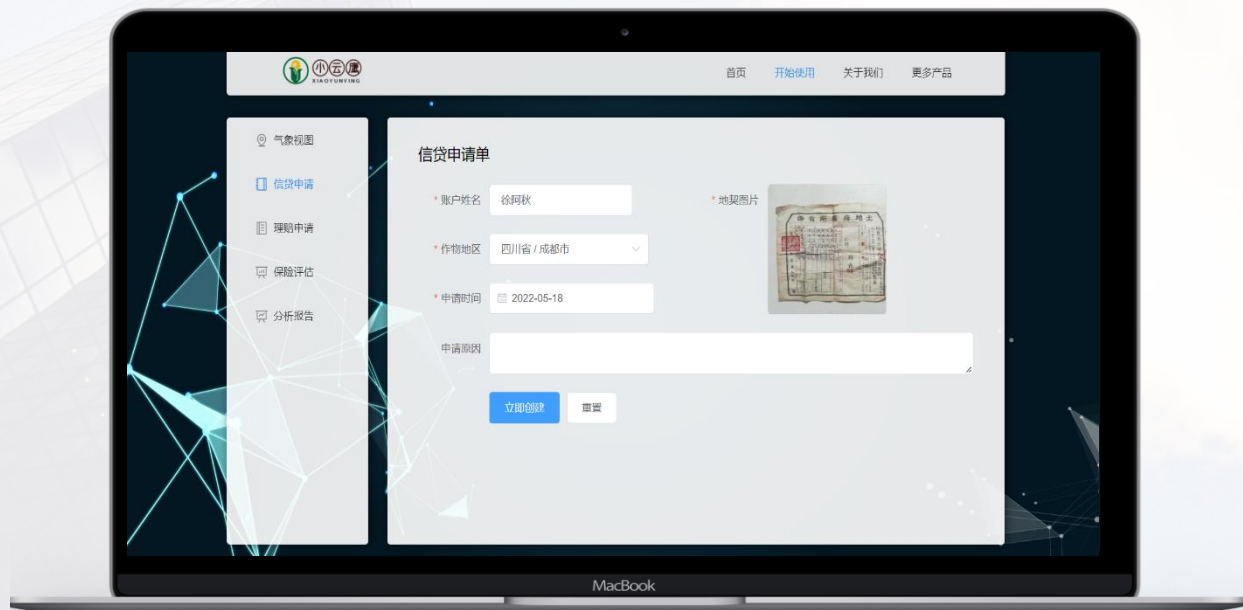 小云鹰
XIAOYUNYING
首页 开始使用 关于我们 更多产品
气象视图
信贷申请
理赔申请
保险评估
分析报告
信贷申请单
* 账户姓名 徐阿秋
* 地契图片
* 作物地区 四川省 / 成都市
* 申请时间 2022-05-18
申请原因
立即创建 重置
MacBook